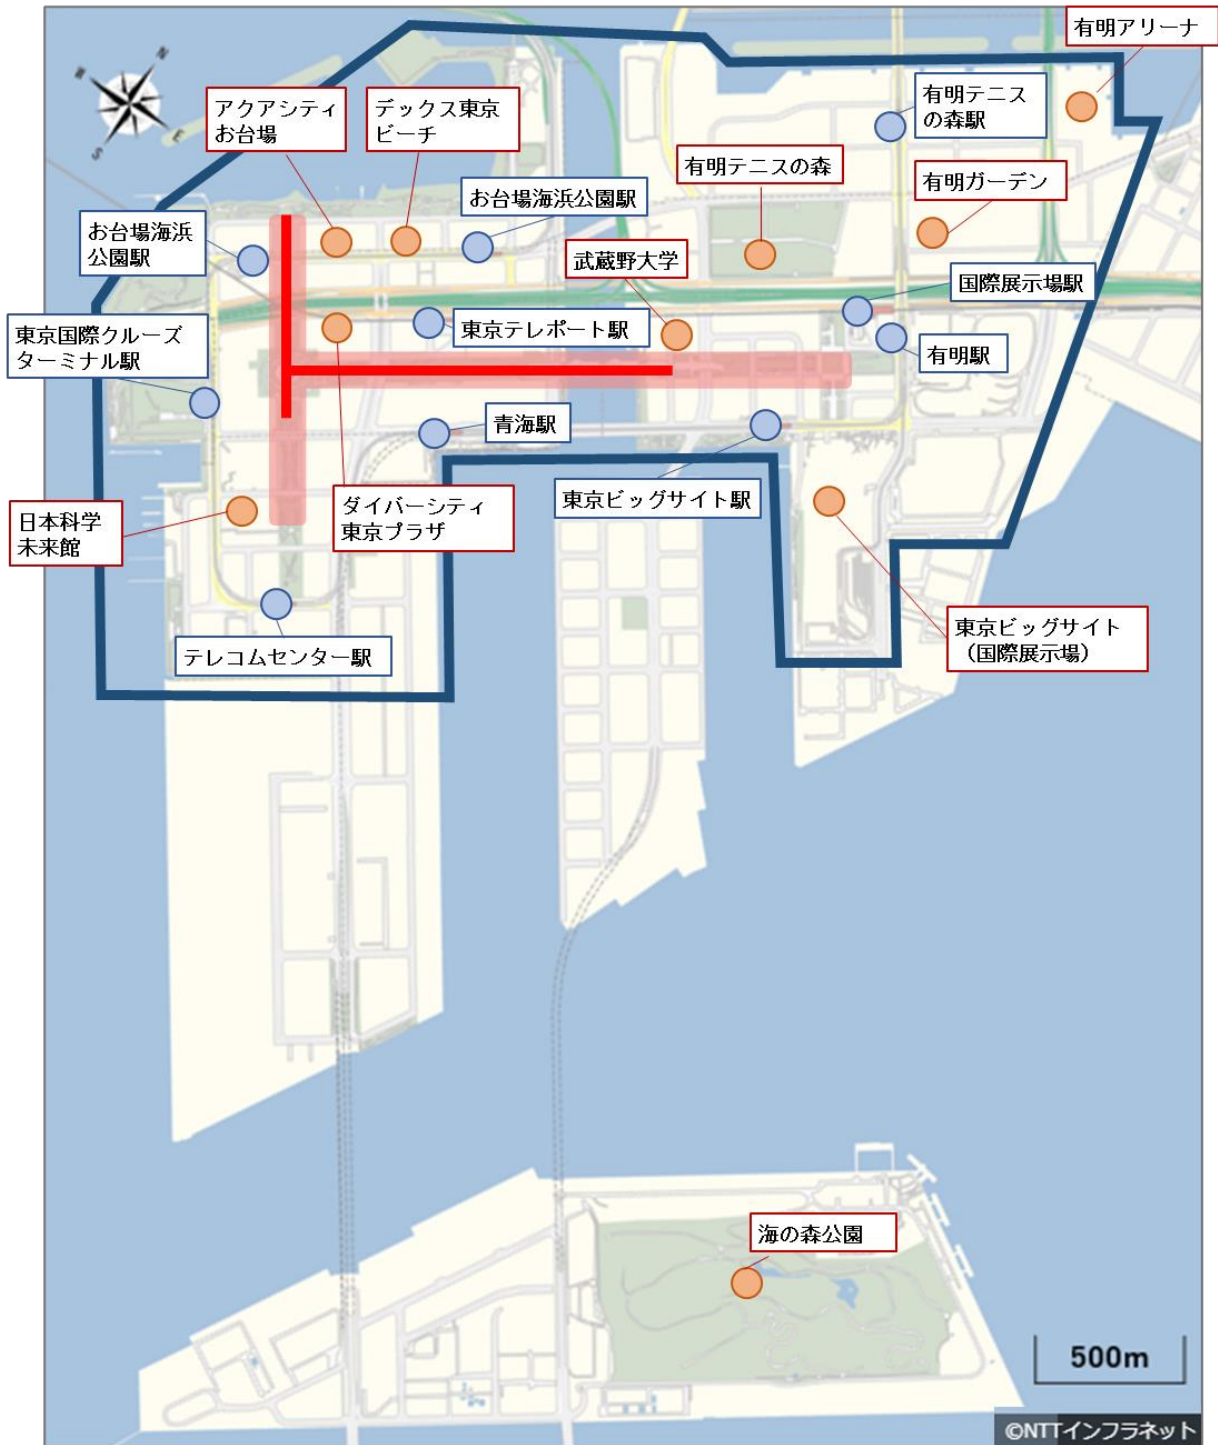 有明アリーナ
アクアシティ
お台場
デックス東京
ビーチ
有明テニス
の森駅
有明テニスの森
有明ガーデン
お台場海浜公園駅
お台場海浜
公園駅
武蔵野大学
国際展示場駅
東京国際クルーズ
ターミナル駅
東京テレポート駅
有明駅
青海駅
東京ビッグサイト駅
ダイバーシティ
東京プラザ
日本科学
未来館
テレコムセンター駅
東京ビッグサイト
（国際展示場）
海の森公園
500m
©NTTインフラネット
N
W
E
S